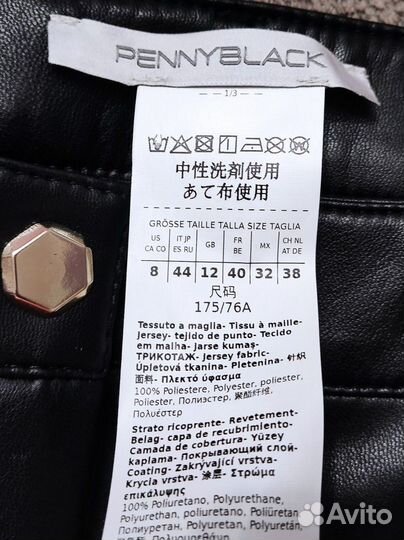 PENNYBLACK
1/3
中性洗剤使用
あて布使用
GRÖSSE TAILLE TALLA SIZE TAGLIA
US CA CO IT JP ES RU GB FR BE MX CH NL AT DE
8 44 12 40 32 38
尺码
175/76A
Tessuto a maglia- Tissu à maille-
Jersey- tejido de punto- Tecido
em malha- Jarse kumaş-
ТРИКОТАЖ- Jersey fabric-
Úpletová tkanina- Pletenina- 针织
面料- Πλεκτό ύφασμα
100% Poliestere, Polyester, poliester,
Poliester, Полиэстер, 聚酯纤维,
Πολυέστερ
Strato ricoprente- Revetement-
Belag- capa de recubrimiento-
Camada de cobertura- Yüzey
kaplama- Покрывающий слой-
Coating- Zakrývající vrstva-
Krycia vrstva- 涂层- Στρώμα
επικάλυψης
100% Poliuretano, Polyurethane,
Polyurethan, poliuretano,
Полиуретан, Polyuretan,
Πολυουρεθάνη
Avito